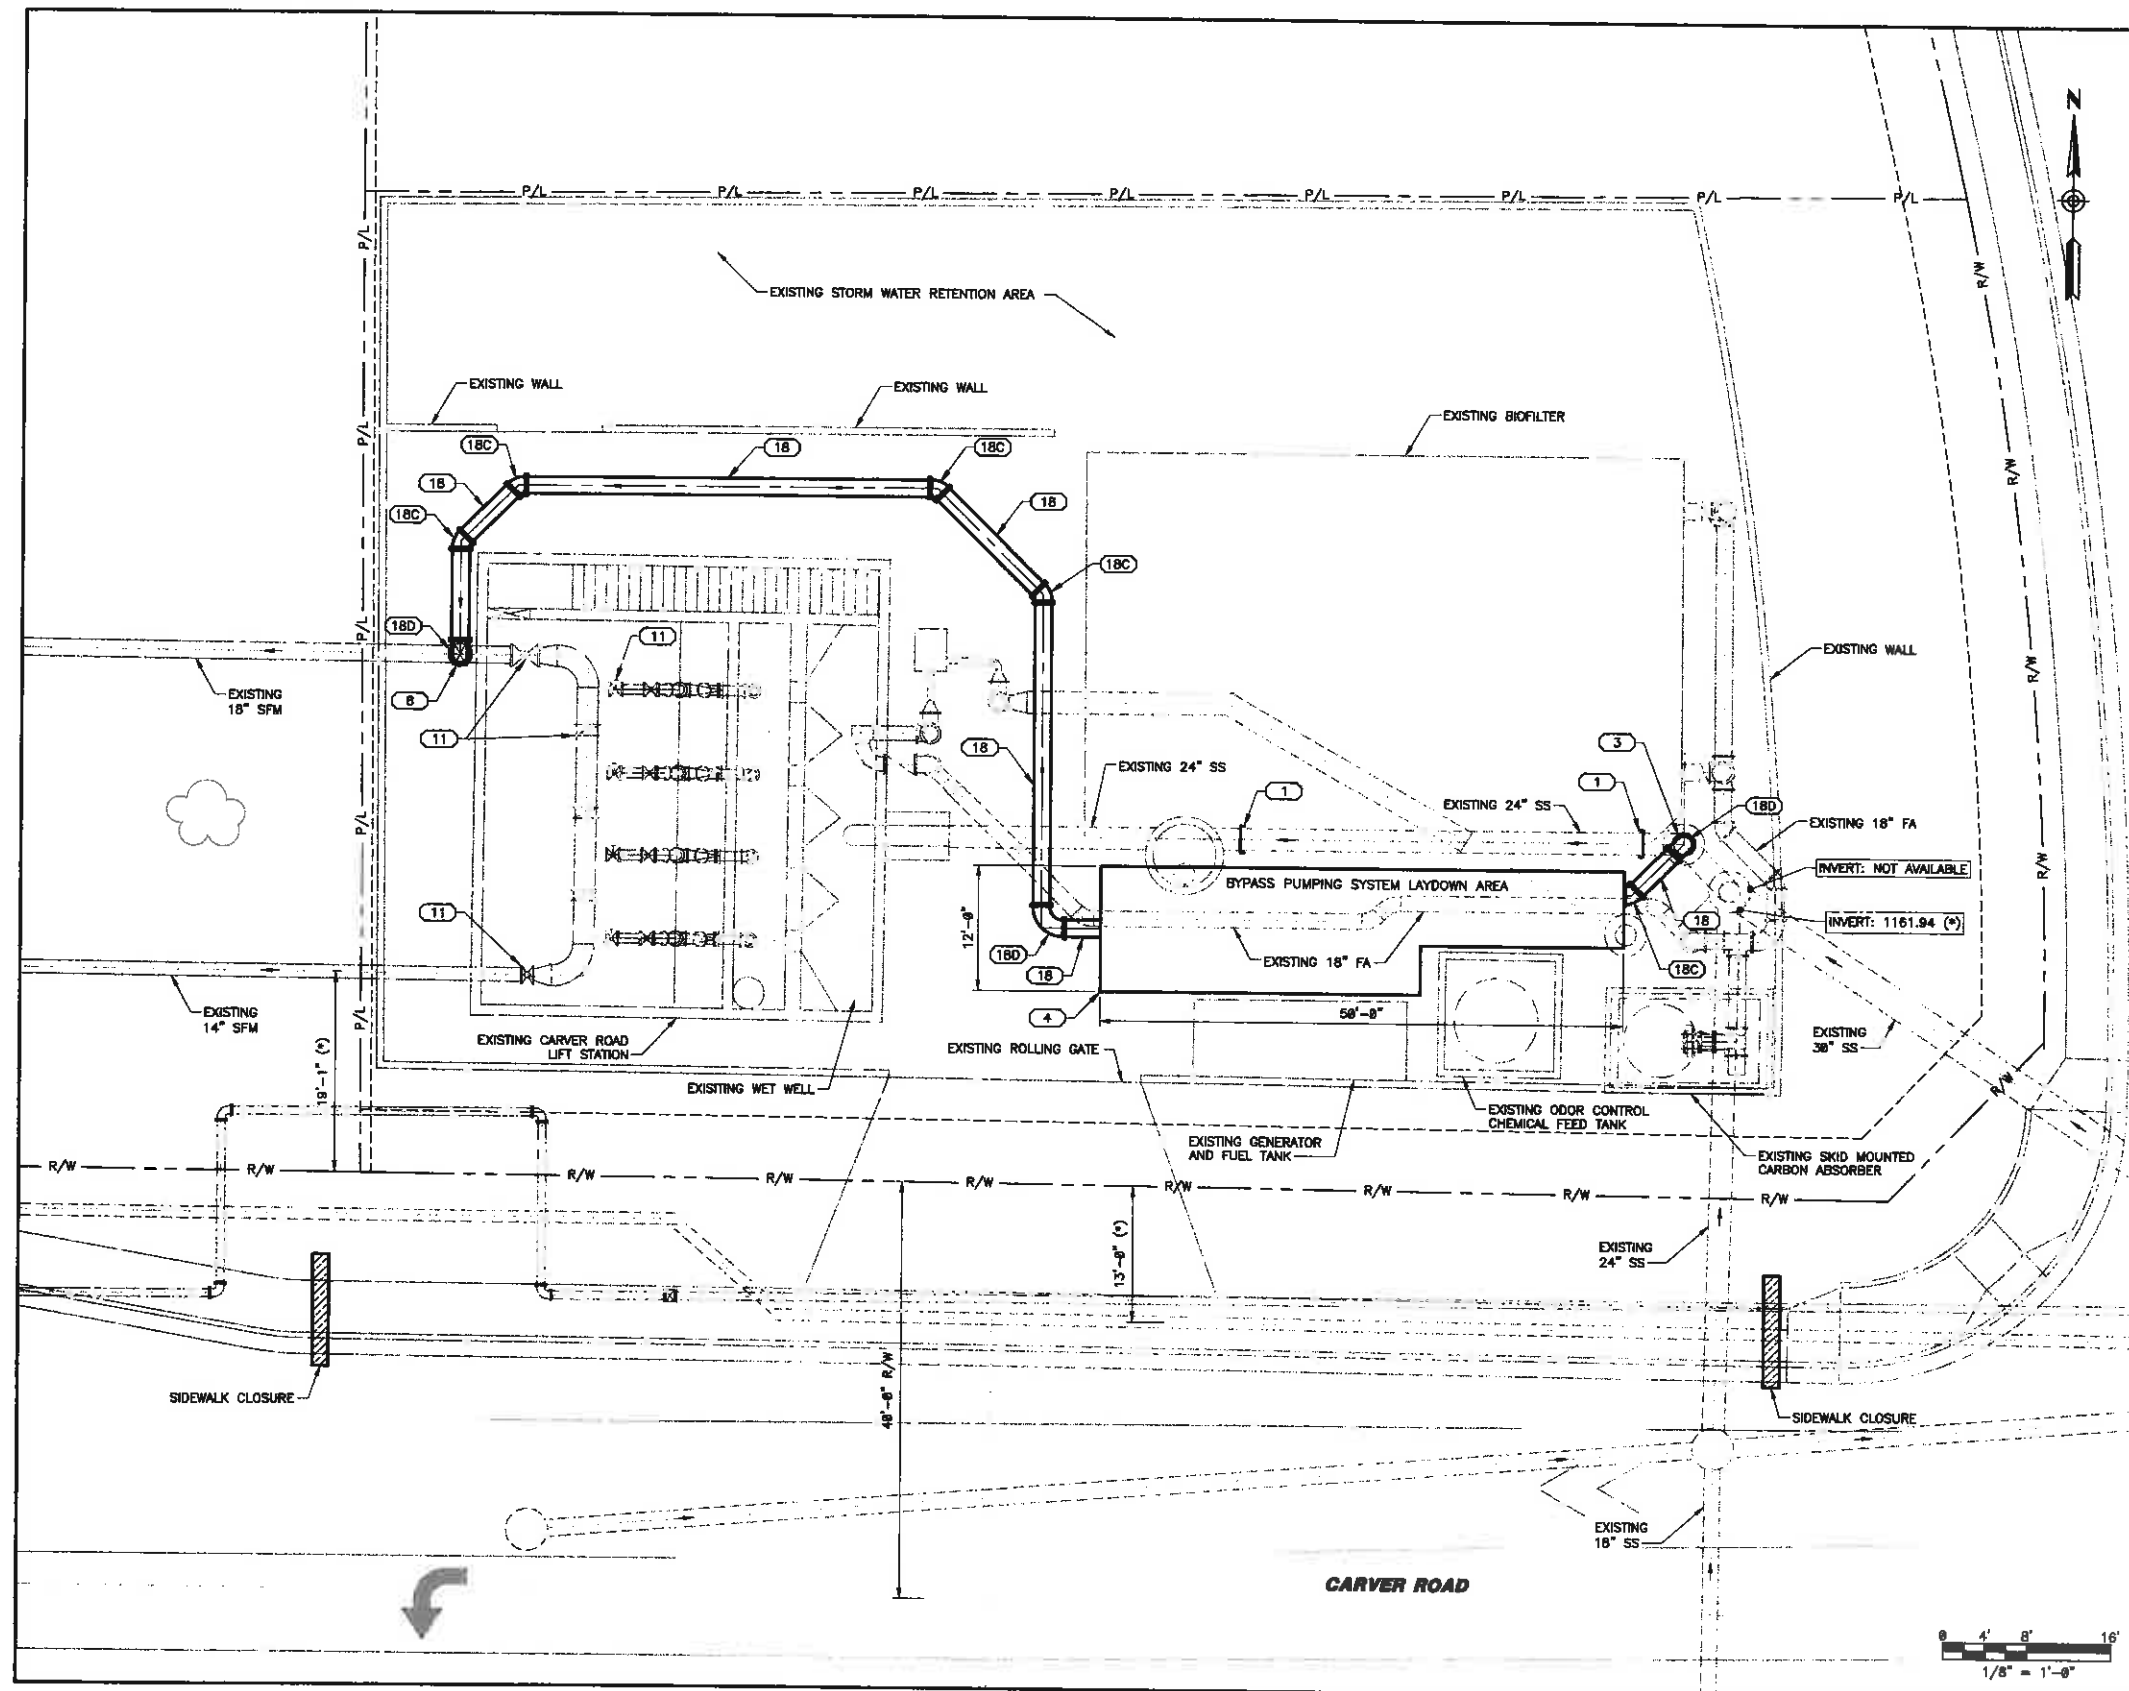 N
P/L P/L P/L P/L P/L P/L P/L P/L
P/L
R/W
EXISTING STORM WATER RETENTION AREA
EXISTING WALL
EXISTING WALL
EXISTING BIOFILTER
P/L
18C
18
18C
18
18
R/W
18C
18C
P/L
18D
11
EXISTING WALL
R/W
EXISTING
18" SFM
8
11
18
3
EXISTING 24" SS
1
EXISTING 24" SS
1
18D
EXISTING 18" FA
P/L
R/W
INVERT: NOT AVAILABLE
BYPASS PUMPING SYSTEM LAYDOWN AREA
11
12'-0"
18
INVERT: 1161.94 (*)
18D
18
EXISTING 18" FA
18C
4
50'-0"
EXISTING
14" SFM
P/L
EXISTING CARVER ROAD
LIFT STATION
EXISTING ROLLING GATE
EXISTING
30" SS
19'-1" (*)
EXISITING WET WELL
R/W
EXISTING ODOR CONTROL
CHEMICAL FEED TANK
EXISTING GENERATOR
AND FUEL TANK
EXISTING SKID MOUNTED
CARBON ABSORBER
R/W R/W R/W R/W R/W R/W R/W R/W R/W
13'-0" (*)
EXISTING
24" SS
40'-0" R/W
SIDEWALK CLOSURE
SIDEWALK CLOSURE
EXISTING
18" SS
CARVER ROAD
0 4' 8' 16'
1/8" = 1'-0"